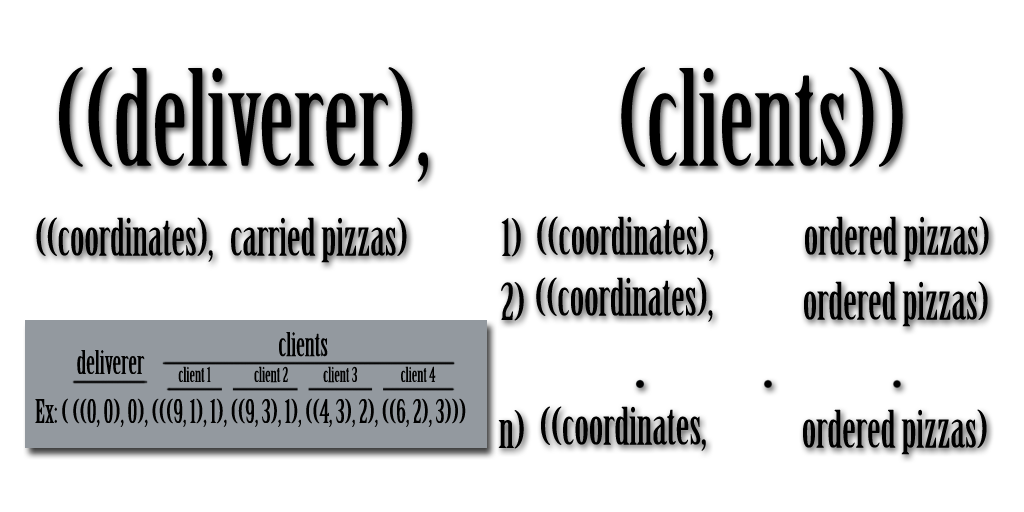 ((deliverer), (clients))
((coordinates), carried pizzas)
1) ((coordinates), ordered pizzas)
2) ((coordinates), ordered pizzas)
. . .
n) ((coordinates, ordered pizzas)
deliverer clients
client 1 client 2 client 3 client 4
Ex: ( ((0, 0), 0), (((9, 1), 1), ((9, 3), 1), ((4, 3), 2), ((6, 2), 3)))